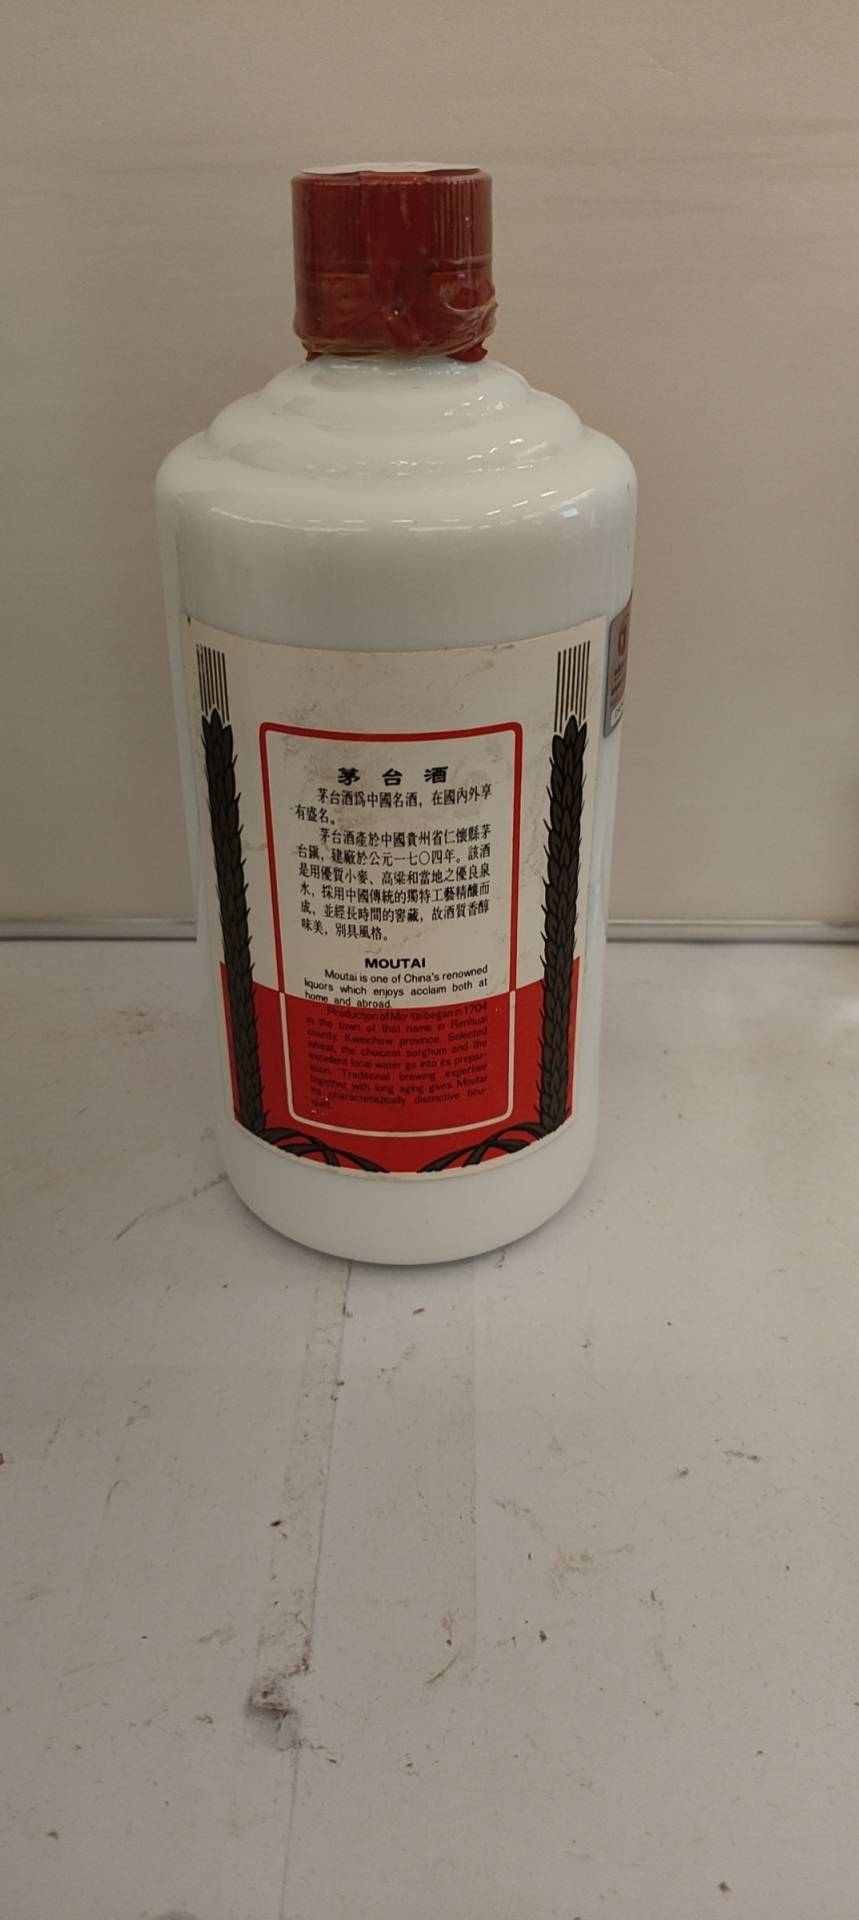 茅台酒
茅台酒爲中國名酒，在國內外享
有盛名。
茅台酒產於中國貴州省仁懷縣茅
台鎭，建廠於公元一七〇四年。該酒
是用優質小麥、高粱和當地之優良泉
水，採用中國傳統的獨特工藝精釀而
成，並經長時間的窖藏，故酒質香醇
味美，別具風格。
MOUTAI
Moutai is one of China's renowned
liquors which enjoys acclaim both at
home and abroad.
Production of Moutai began in 1704
in the town of that name in Renhuai
county, Kweichow province. Selected
wheat, the choicest sorghum and the
excellent local water go into its prepar-
ation. Traditional brewing expertise
together with long aging gives Moutai
its characteristically distinctive bou-
quet.